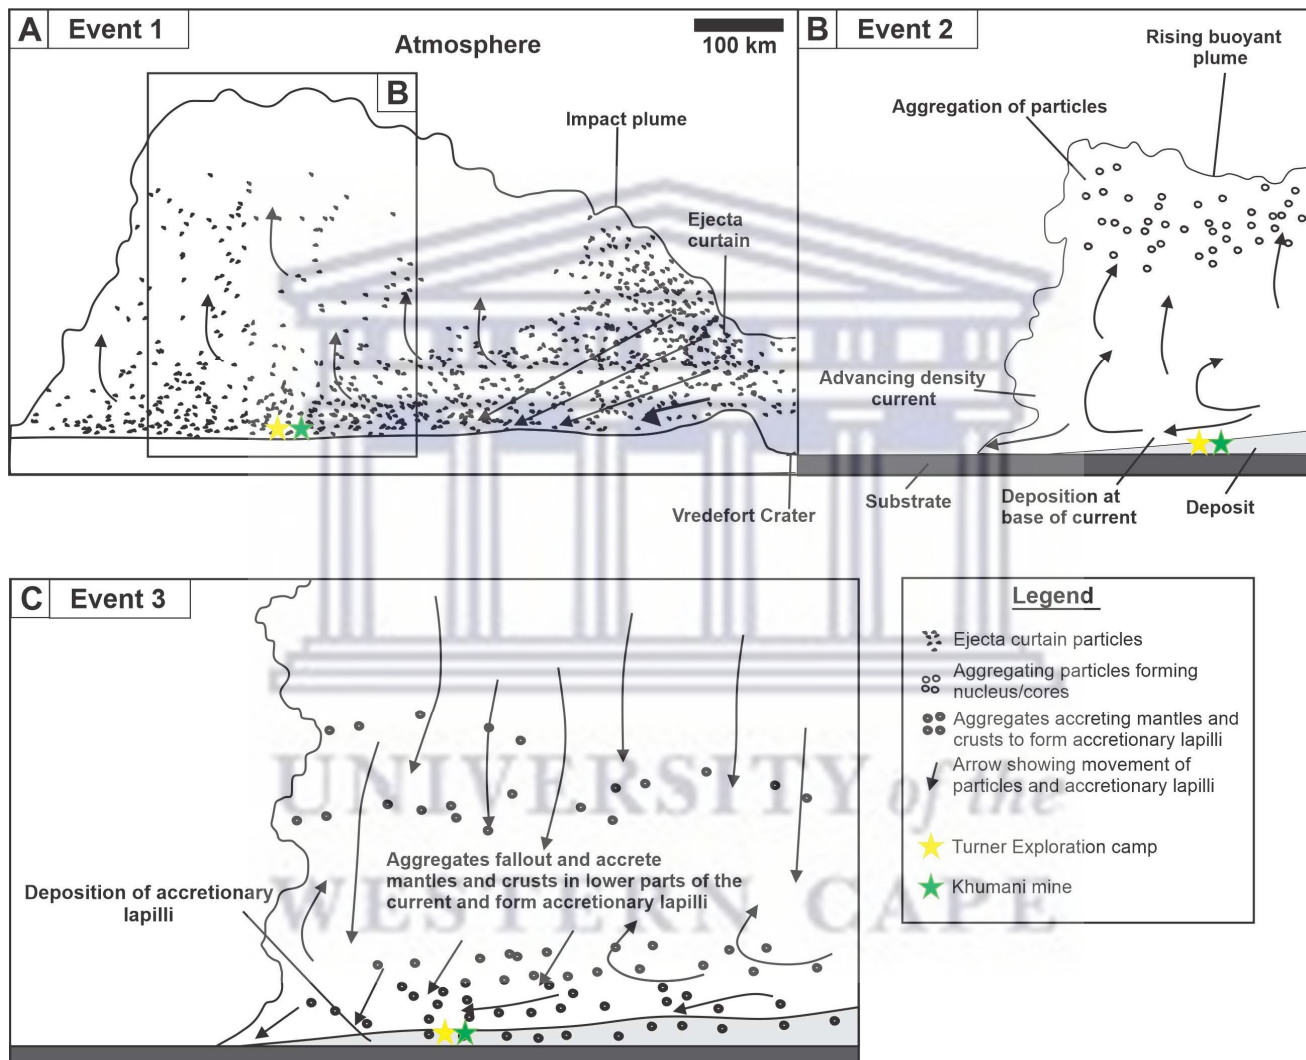 A Event 1
Atmosphere
100 km
B
Impact plume
Ejecta
curtain
Vredefort Crater
B Event 2
Rising buoyant
plume
Aggregation of particles
Advancing density
current
Substrate
Deposition at
base of current
Deposit
C Event 3
Aggregates fallout and accrete
mantles and crusts in lower parts of the
current and form accretionary lapilli
Deposition of accretionary
lapilli
Legend
Ejecta curtain particles
Aggregating particles forming
nucleus/cores
Aggregates accreting mantles and
crusts to form accretionary lapilli
Arrow showing movement of
particles and accretionary lapilli
Turner Exploration camp
Khumani mine
UNIVERSITY of the
WESTERN CAPE